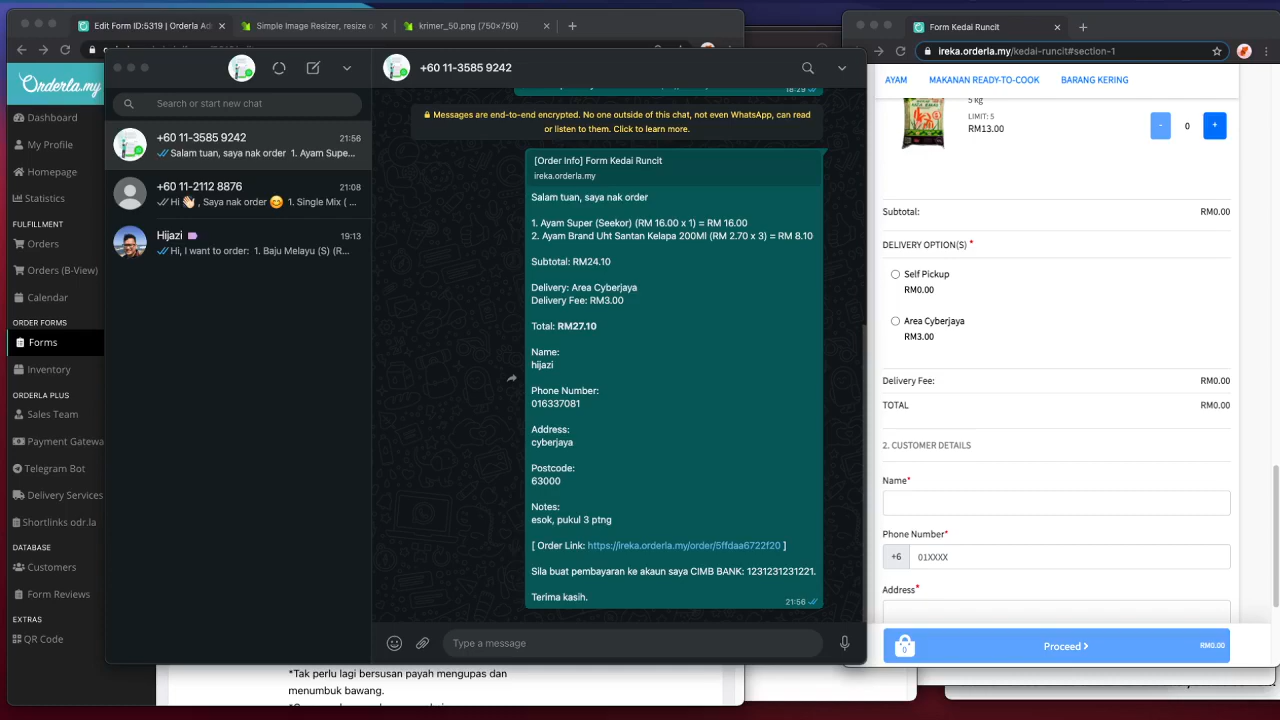 Edit Form ID:5319 | Orderla Ad
Simple Image Resizer, resize o
krimer_50.png (750×750)
Form Kedai Runcit
ireka.orderla.my/kedai-runcit#section-1
Orderla.my
Dashboard
My Profile
Homepage
Statistics
FULFILLMENT
Orders
Orders (B-View)
Calendar
ORDER FORMS
Forms
Inventory
ORDERLA PLUS
Sales Team
Payment Gatewa
Telegram Bot
Delivery Services
Shortlinks odr.la
DATABASE
Customers
Form Reviews
EXTRAS
QR Code
Search or start new chat
+60 11-3585 9242
21:56
Salam tuan, saya nak order 1. Ayam Supe...
+60 11-2112 8876
21:08
Hi 👋🏻 , Saya nak order 😊 1. Single Mix ( ...
Hijazi
19:13
Hi, I want to order: 1. Baju Melayu (S) (R...
+60 11-3585 9242
18:29
Messages are end-to-end encrypted. No one outside of this chat, not even WhatsApp, can read
or listen to them. Click to learn more.
[Order Info] Form Kedai Runcit
ireka.orderla.my
Salam tuan, saya nak order
1. Ayam Super (Seekor) (RM 16.00 x 1) = RM 16.00
2. Ayam Brand Uht Santan Kelapa 200Ml (RM 2.70 x 3) = RM 8.10
Subtotal: RM24.10
Delivery: Area Cyberjaya
Delivery Fee: RM3.00
Total: RM27.10
Name:
hijazi
Phone Number:
016337081
Address:
cyberjaya
Postcode:
63000
Notes:
esok, pukul 3 ptng
[ Order Link: https://ireka.orderla.my/order/5ffdaa6722f20 ]
Sila buat pembayaran ke akaun saya CIMB BANK: 1231231231221.
Terima kasih.
21:56
Type a message
*Tak perlu lagi bersusan payah mengupas dan
menumbuk bawang.
AYAM
MAKANAN READY-TO-COOK
BARANG KERING
5 kg
LIMIT: 5
RM13.00
- 0 +
Subtotal:
RM0.00
DELIVERY OPTION(S) *
Self Pickup
RM0.00
Area Cyberjaya
RM3.00
Delivery Fee:
RM0.00
TOTAL
RM0.00
2. CUSTOMER DETAILS
Name*
Phone Number*
+6
01XXXX
Address*
0
Proceed
RM0.00